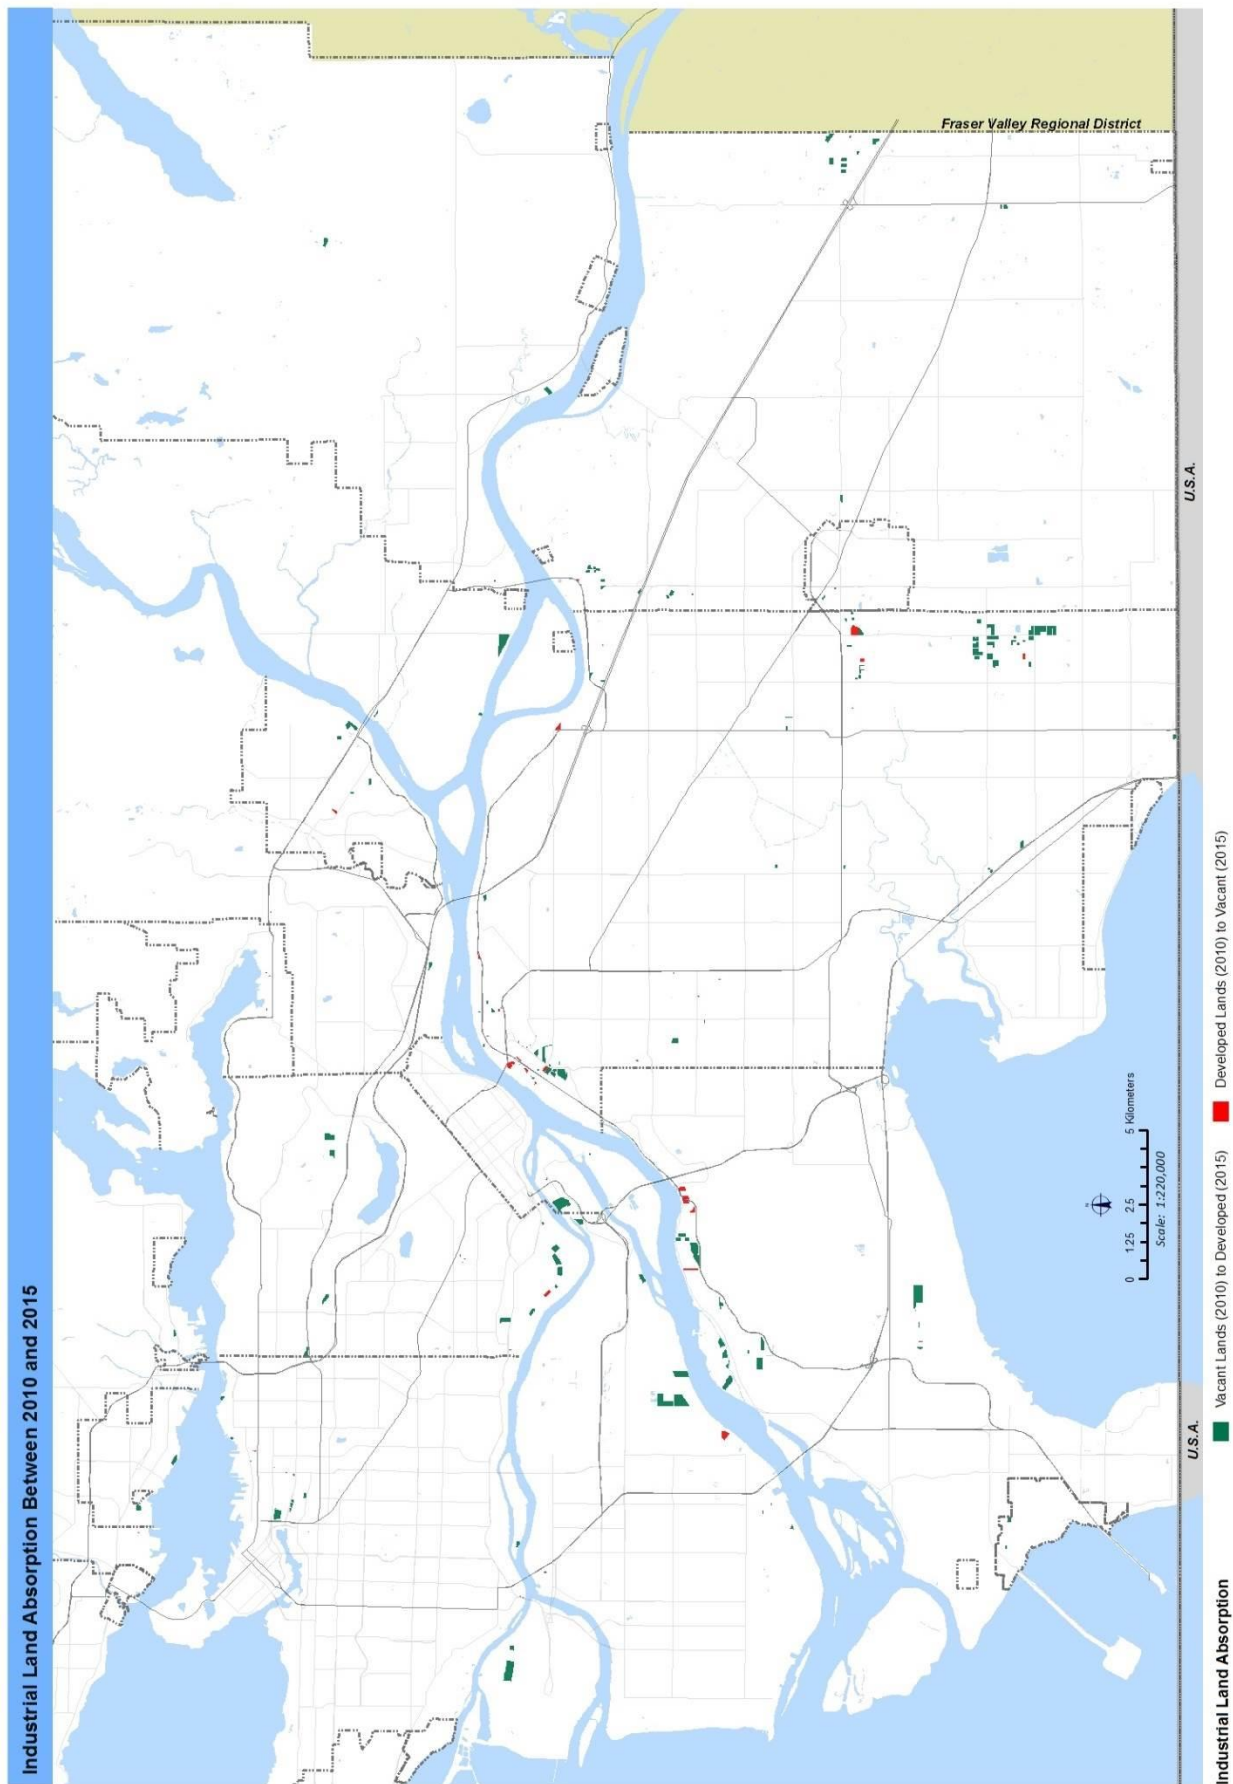 Industrial Land Absorption Between 2010 and 2015
Fraser Valley Regional District
N
0 1.25 2.5 5 Kilometers
Scale: 1:220,000
U.S.A.
U.S.A.
Industrial Land Absorption
Vacant Lands (2010) to Developed (2015)
Developed Lands (2010) to Vacant (2015)